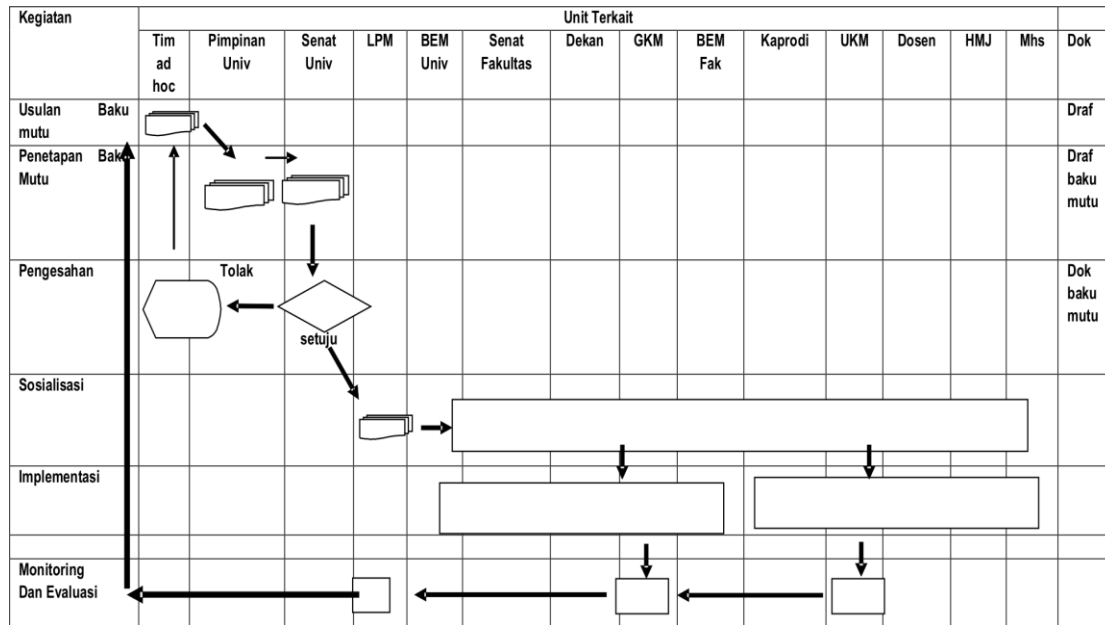 Kegiatan Unit Terkait
Tim Pimpinan Senat LPM BEM Senat Dekan GKM BEM Kaprodi UKM Dosen HMJ Mhs Dok
ad Univ Univ Univ Fakultas Fak
hoc
Usulan Baku Draf
mutu
Penetapan Baku Draf
Mutu baku
mutu
Pengesahan Tolak Dok
baku
mutu
setuju
Sosialisasi
Implementasi
Monitoring
Dan Evaluasi